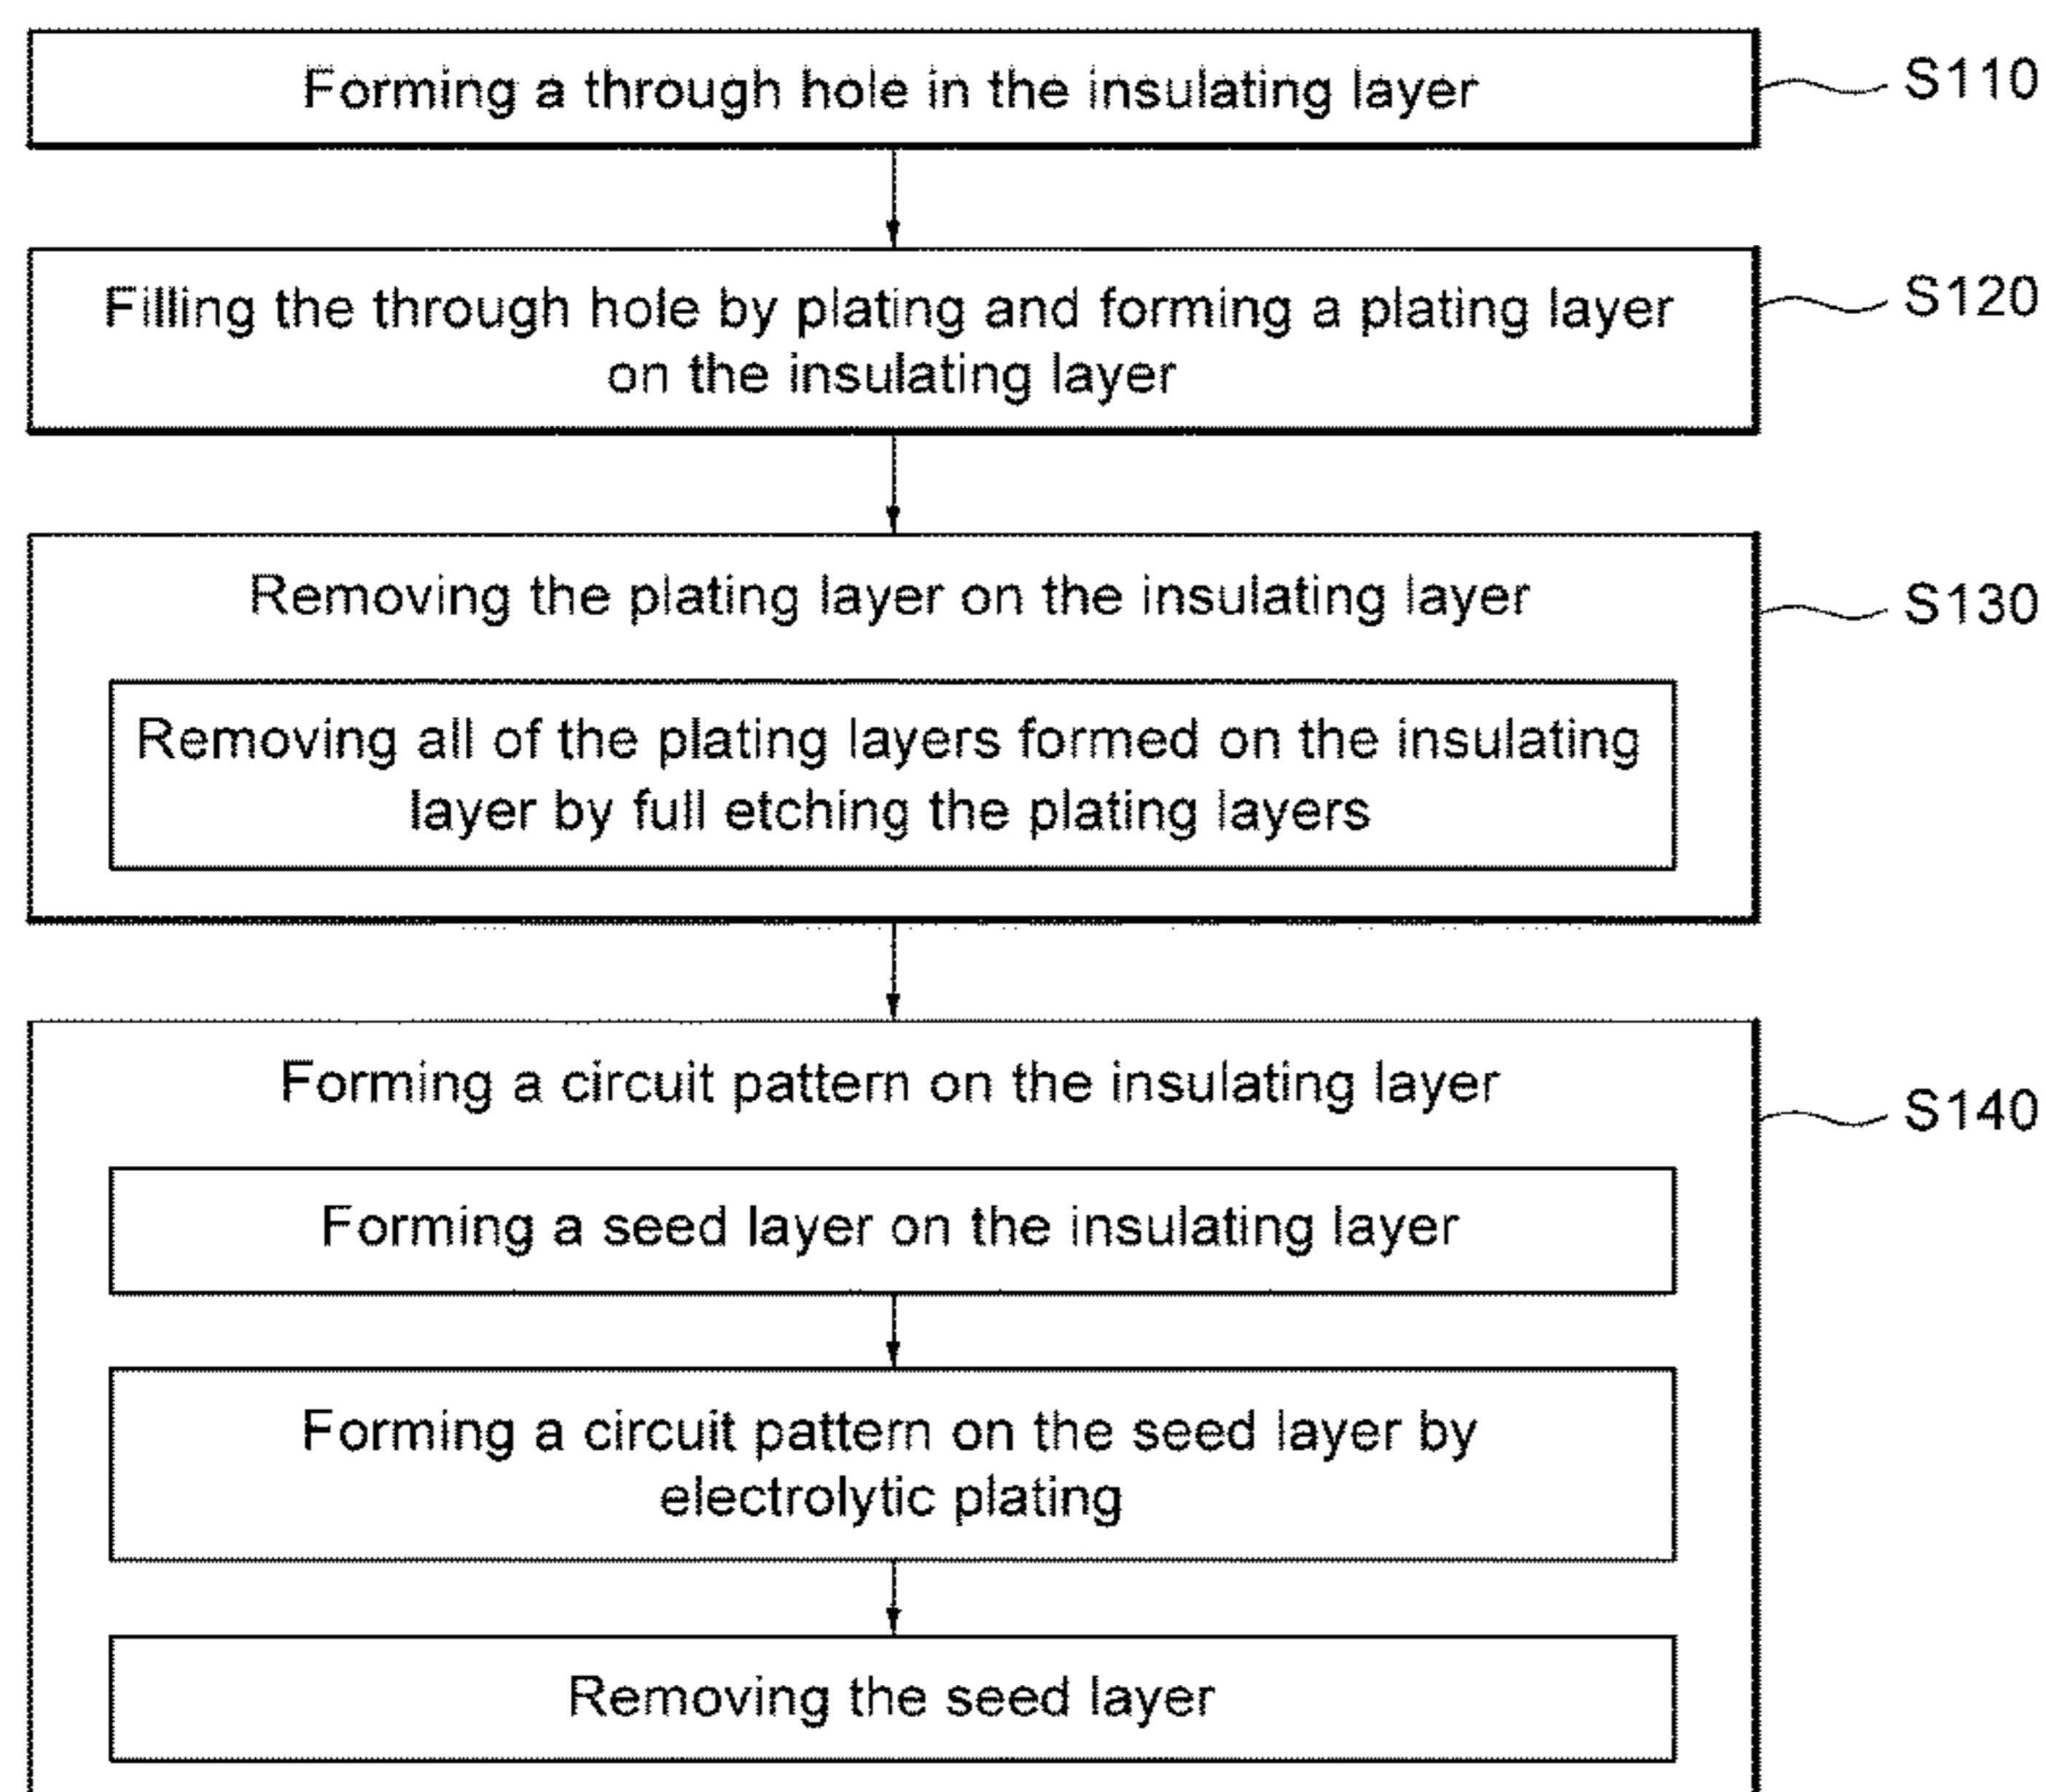 Forming a through hole in the insulating layer
S110
Filling the through hole by plating and forming a plating layer
on the insulating layer
S120
Removing the plating layer on the insulating layer
S130
Removing all of the plating layers formed on the insulating
layer by full etching the plating layers
Forming a circuit pattern on the insulating layer
S140
Forming a seed layer on the insulating layer
Forming a circuit pattern on the seed layer by
electrolytic plating
Removing the seed layer